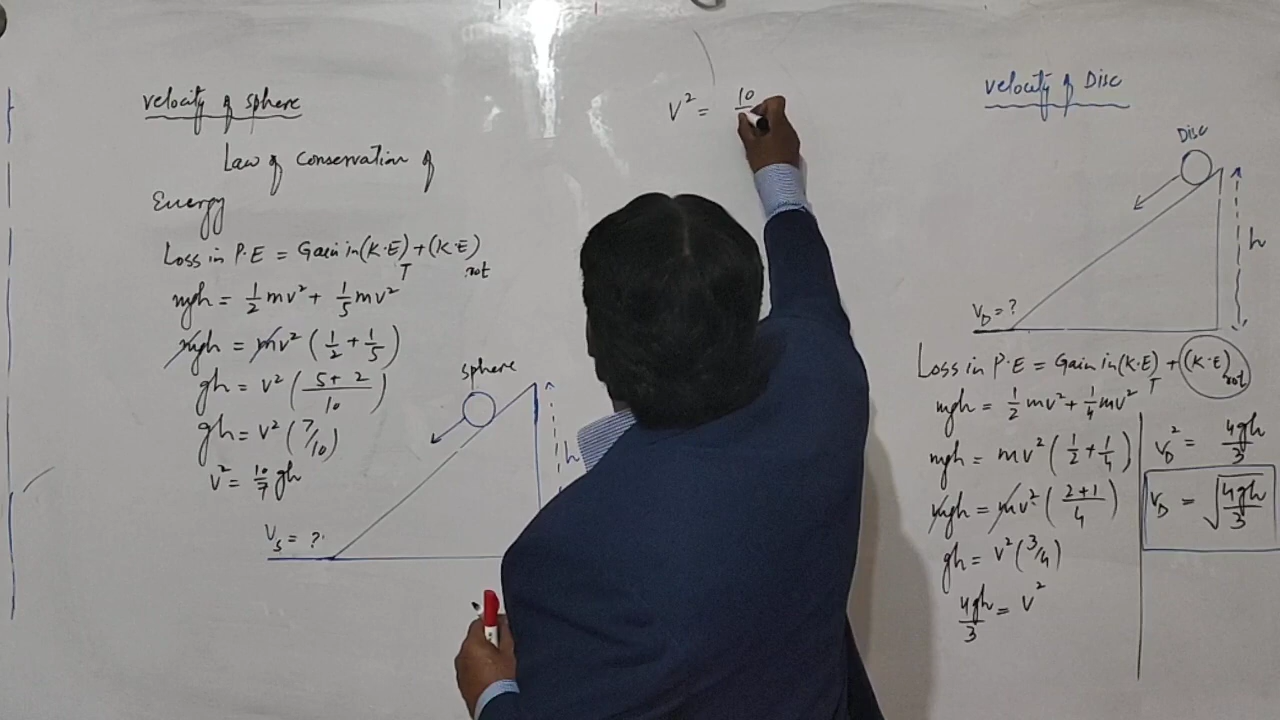 Velocity of sphere
Law of Conservation of
Energy
Loss in P.E = Gain in (K.E)T + (K.E)rot
mgh = 1/2 mv² + 1/5 mv²
mgh = mv² (1/2 + 1/5)
gh = v² (5+2/10)
gh = v² (7/10)
v² = 10/7 gh
sphere
h
Vs = ?
V² = 10
Velocity of Disc
Disc
h
VD = ?
Loss in P.E = Gain in (K.E)T + (K.E)rot
mgh = 1/2 mv² + 1/4 mv²
mgh = mv² (1/2 + 1/4)
mgh = mv² (2+1/4)
gh = v² (3/4)
4gh/3 = v²
VD² = 4gh/3
VD = √4gh/3